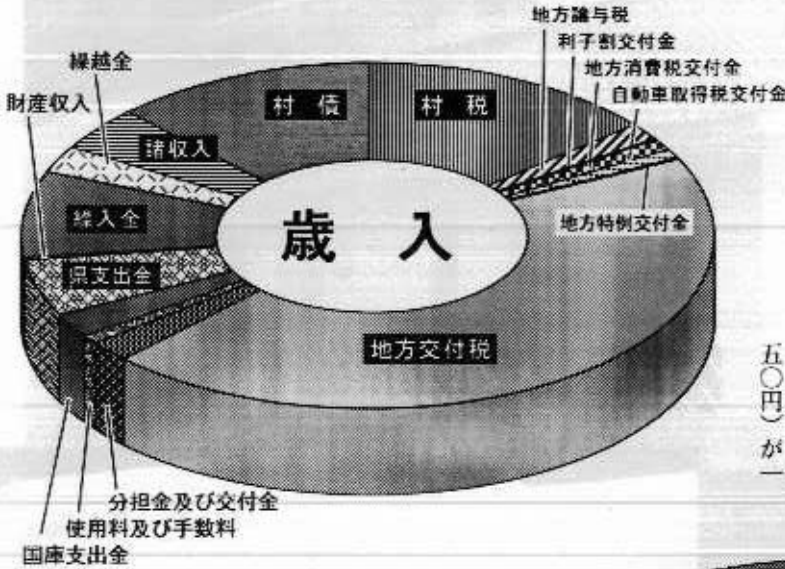 地方譲与税
利子割交付金
地方消費税交付金
自動車取得税交付金
繰越金
財産収入
村債
村税
諸収入
繰入金
歳入
地方特例交付金
県支出金
地方交付税
五〇円)が一
分担金及び交付金
使用料及び手数料
国庫支出金